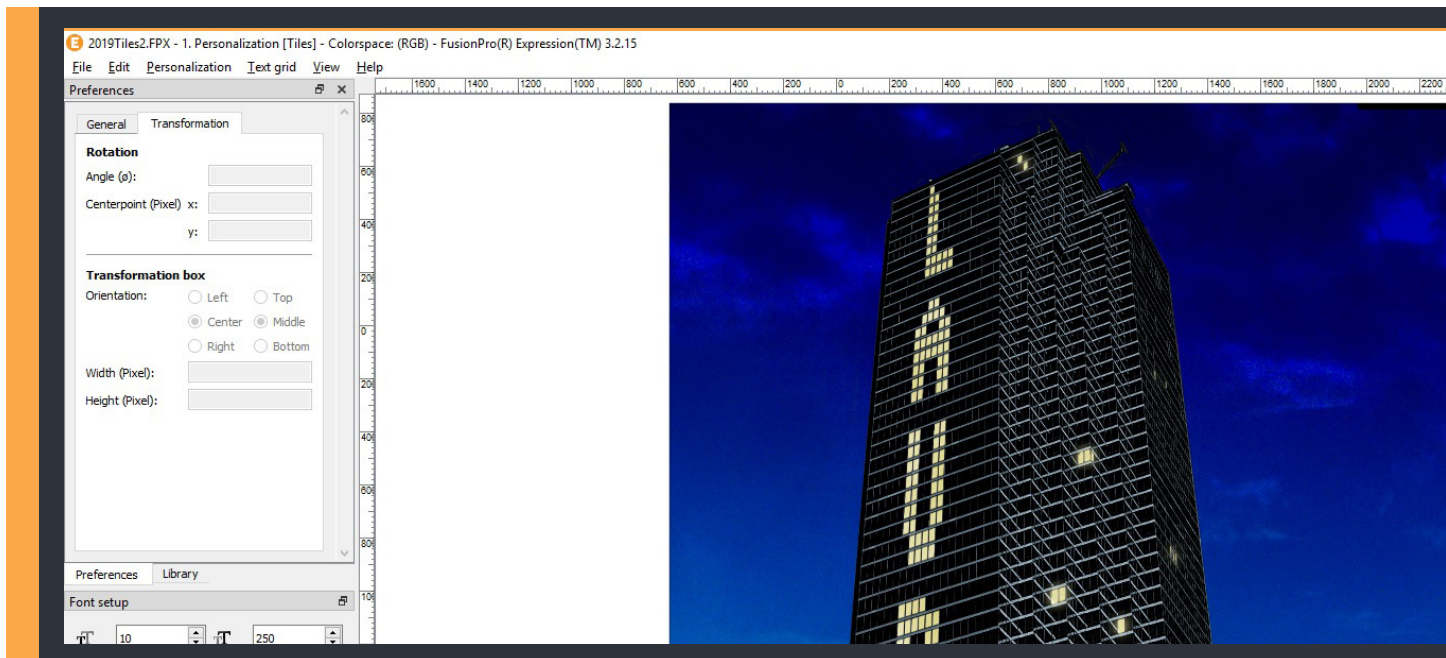 2019Tiles2.FPX - 1. Personalization [Tiles] - Colorspace: (RGB) - FusionPro(R) Expression(TM) 3.2.15
File Edit Personalization Text grid View Help
Preferences
1600 1400 1200 1000 800 600 400 200 0 200 400 600 800 1000 1200 1400 1600 1800 2000 2200
General Transformation
Rotation
Angle (ø):
Centerpoint (Pixel) x:
y:
Transformation box
Orientation:
Left Top
Center Middle
Right Bottom
Width (Pixel):
Height (Pixel):
Preferences Library
Font setup
10 250
L
A
U